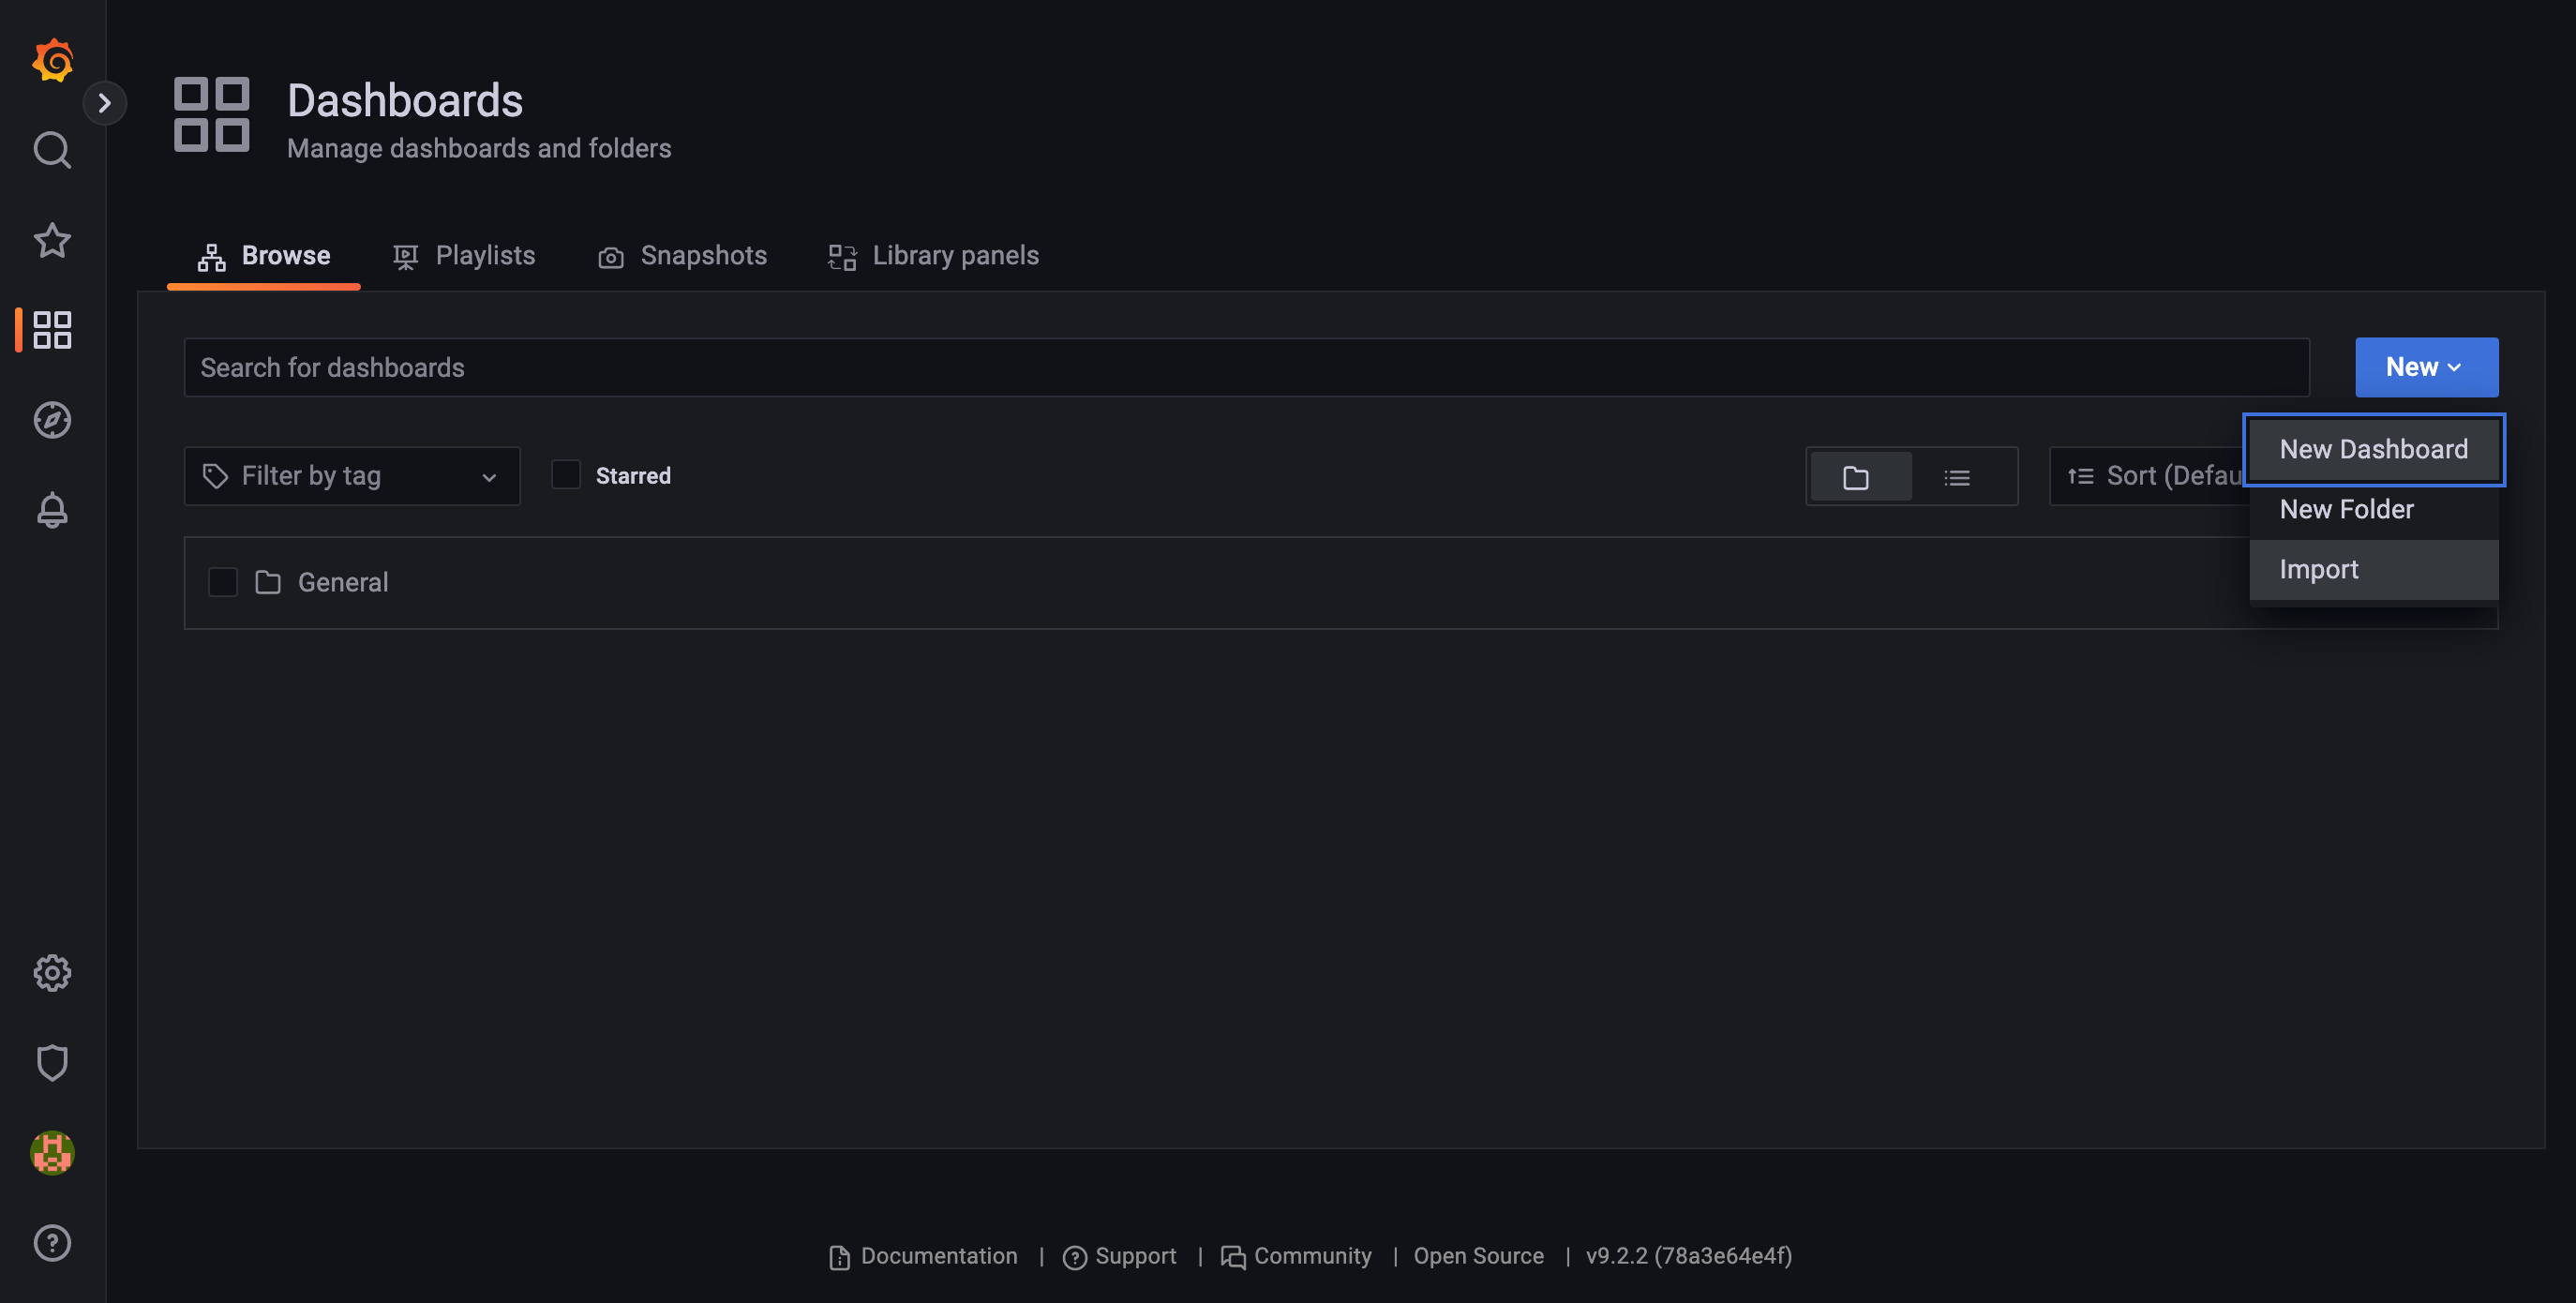 Dashboards
Manage dashboards and folders
Browse
Playlists
Snapshots
Library panels
Search for dashboards
New
Filter by tag
Starred
Sort (Defau
New Dashboard
New Folder
Import
General
Documentation | Support | Community | Open Source | v9.2.2 (78a3e64e4f)